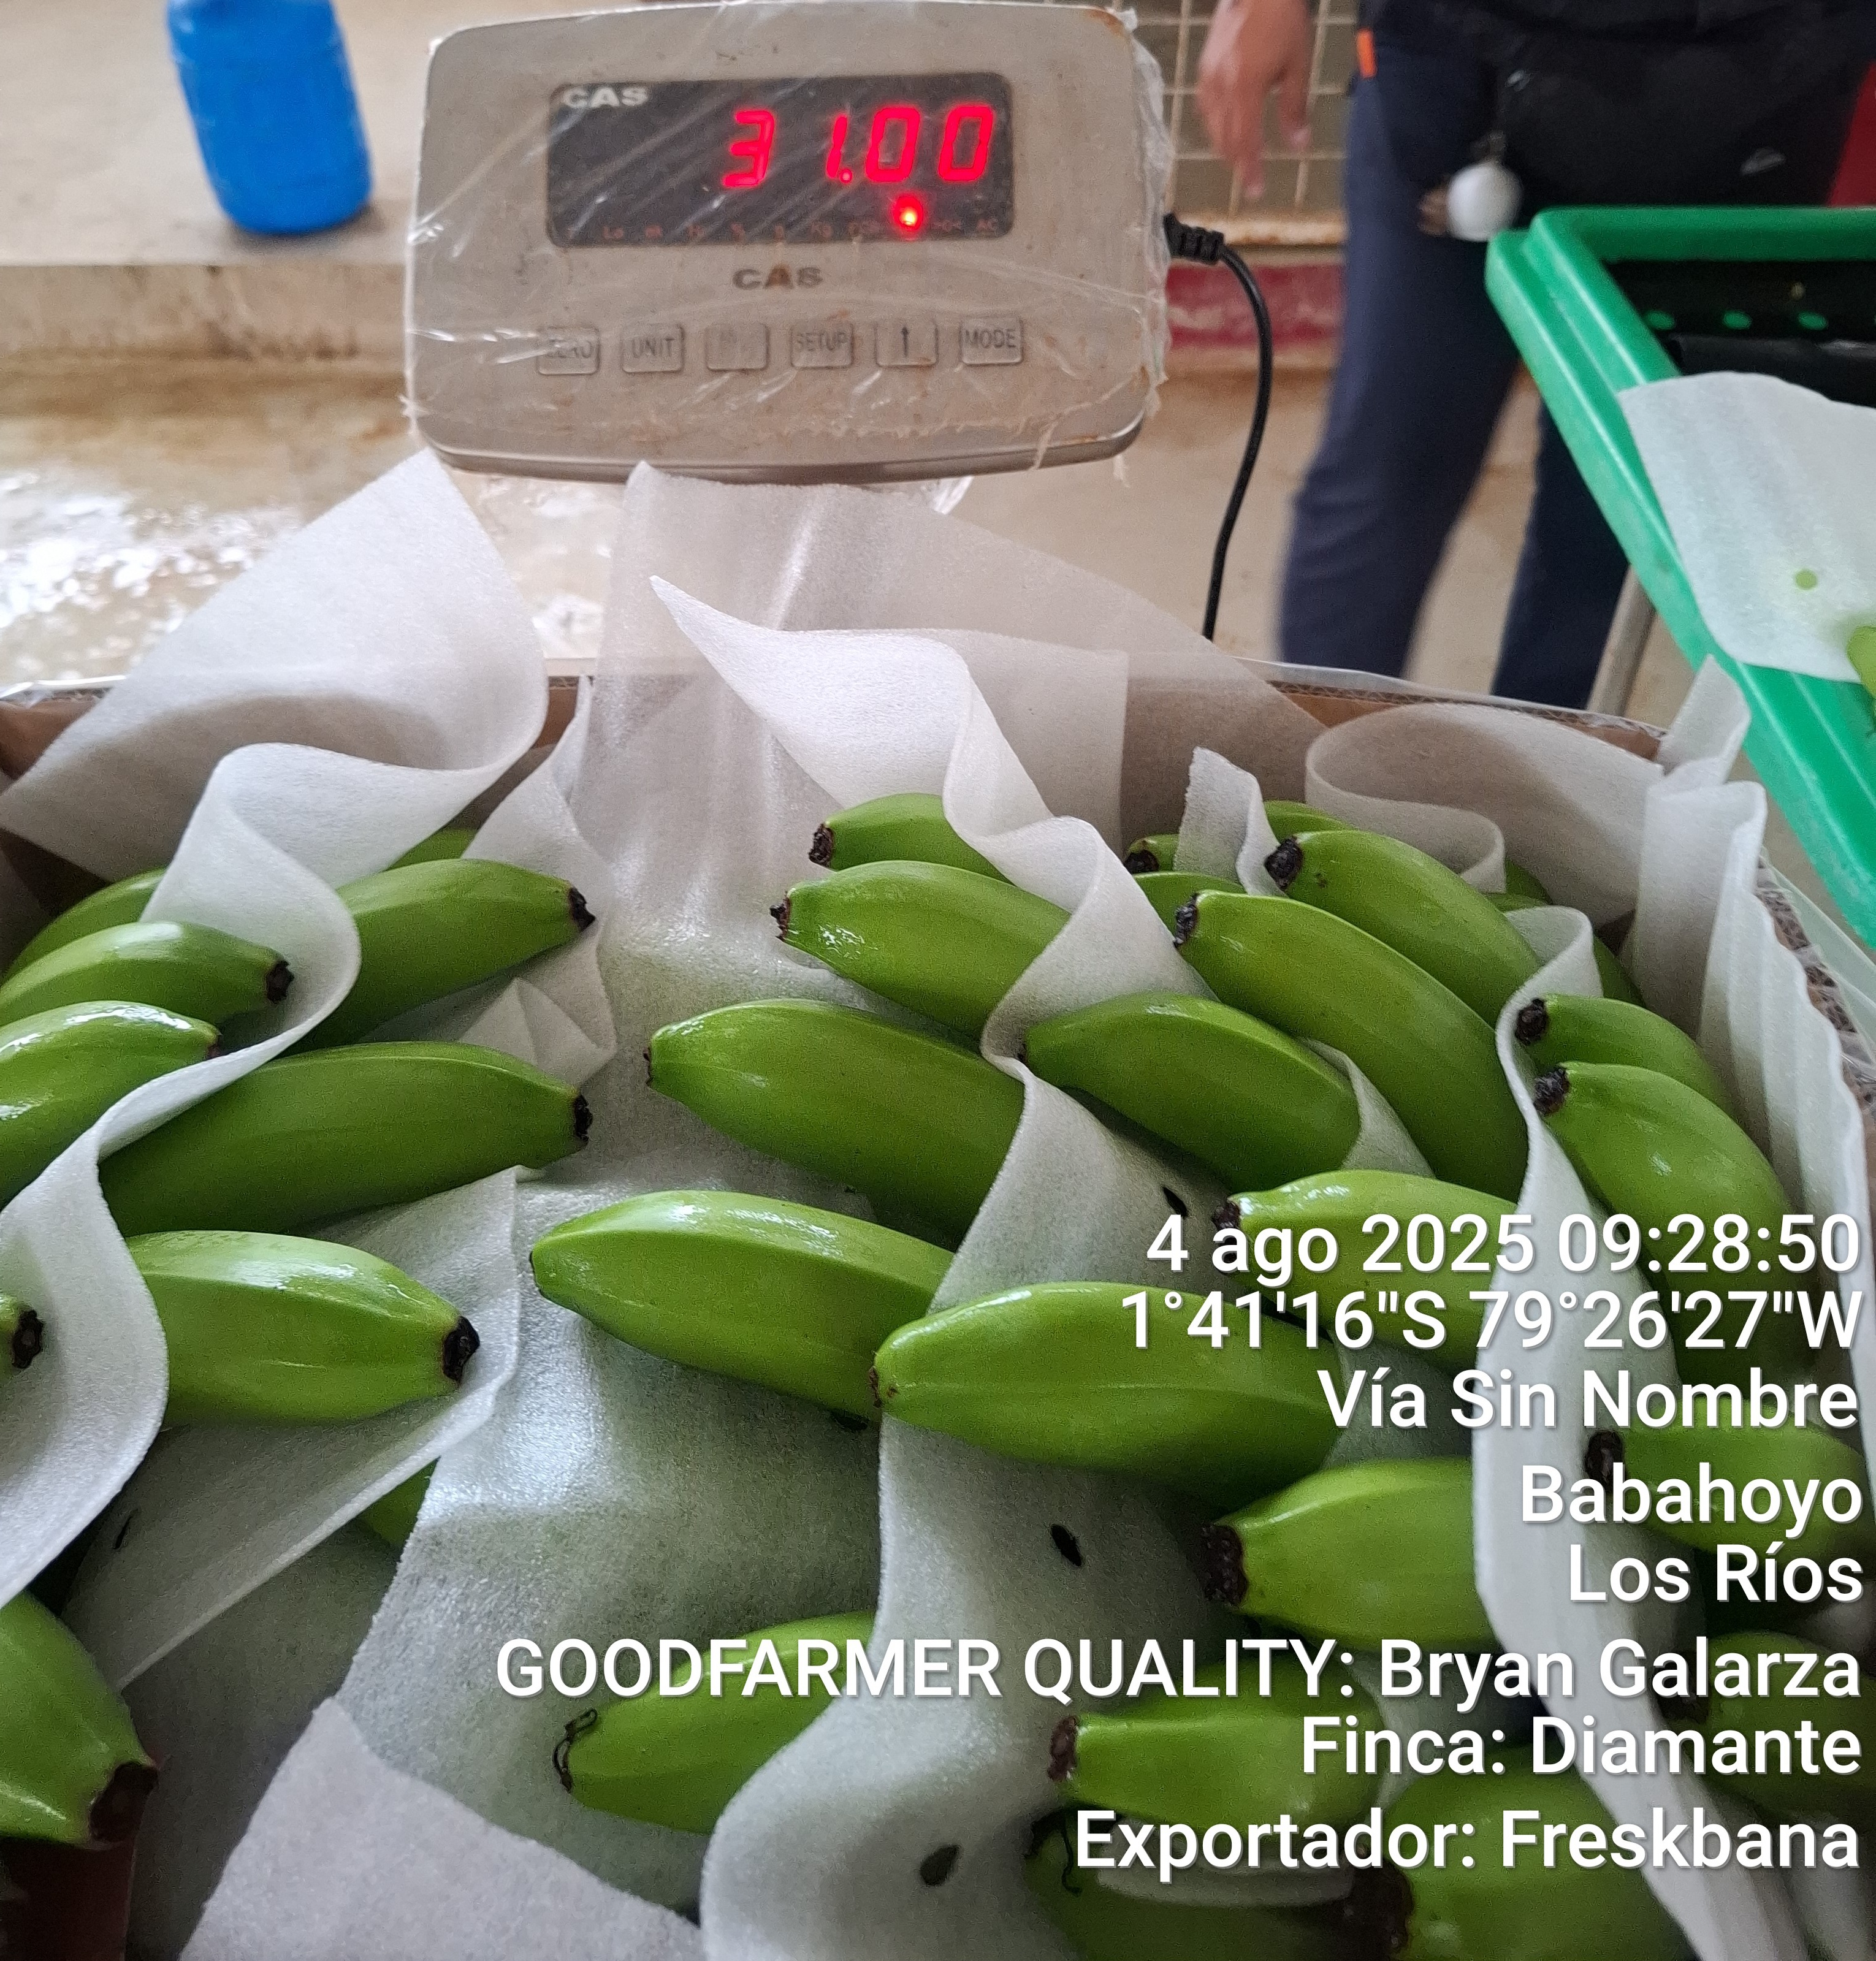 CAS
31.00
CAS
ZERO UNIT SETUP ↑ MODE
4 ago 2025 09:28:50
1°41'16"S 79°26'27"W
Vía Sin Nombre
Babahoyo
Los Ríos
GOODFARMER QUALITY: Bryan Galarza
Finca: Diamante
Exportador: Freskbana